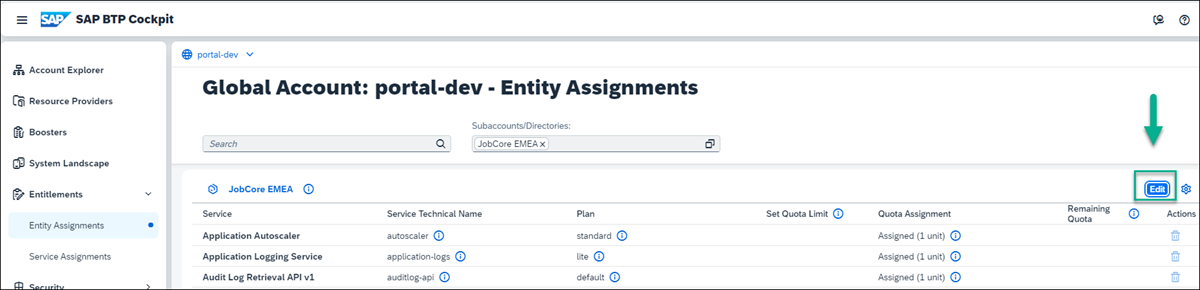 SAP SAP BTP Cockpit
portal-dev
Account Explorer
Resource Providers
Boosters
System Landscape
Entitlements
Entity Assignments
Service Assignments
Security
Global Account: portal-dev - Entity Assignments
Subaccounts/Directories:
Search
JobCore EMEA
JobCore EMEA
Edit
Service Service Technical Name Plan Set Quota Limit Quota Assignment Remaining Quota Actions
Application Autoscaler autoscaler standard Assigned (1 unit)
Application Logging Service application-logs lite Assigned (1 unit)
Audit Log Retrieval API v1 auditlog-api default Assigned (1 unit)